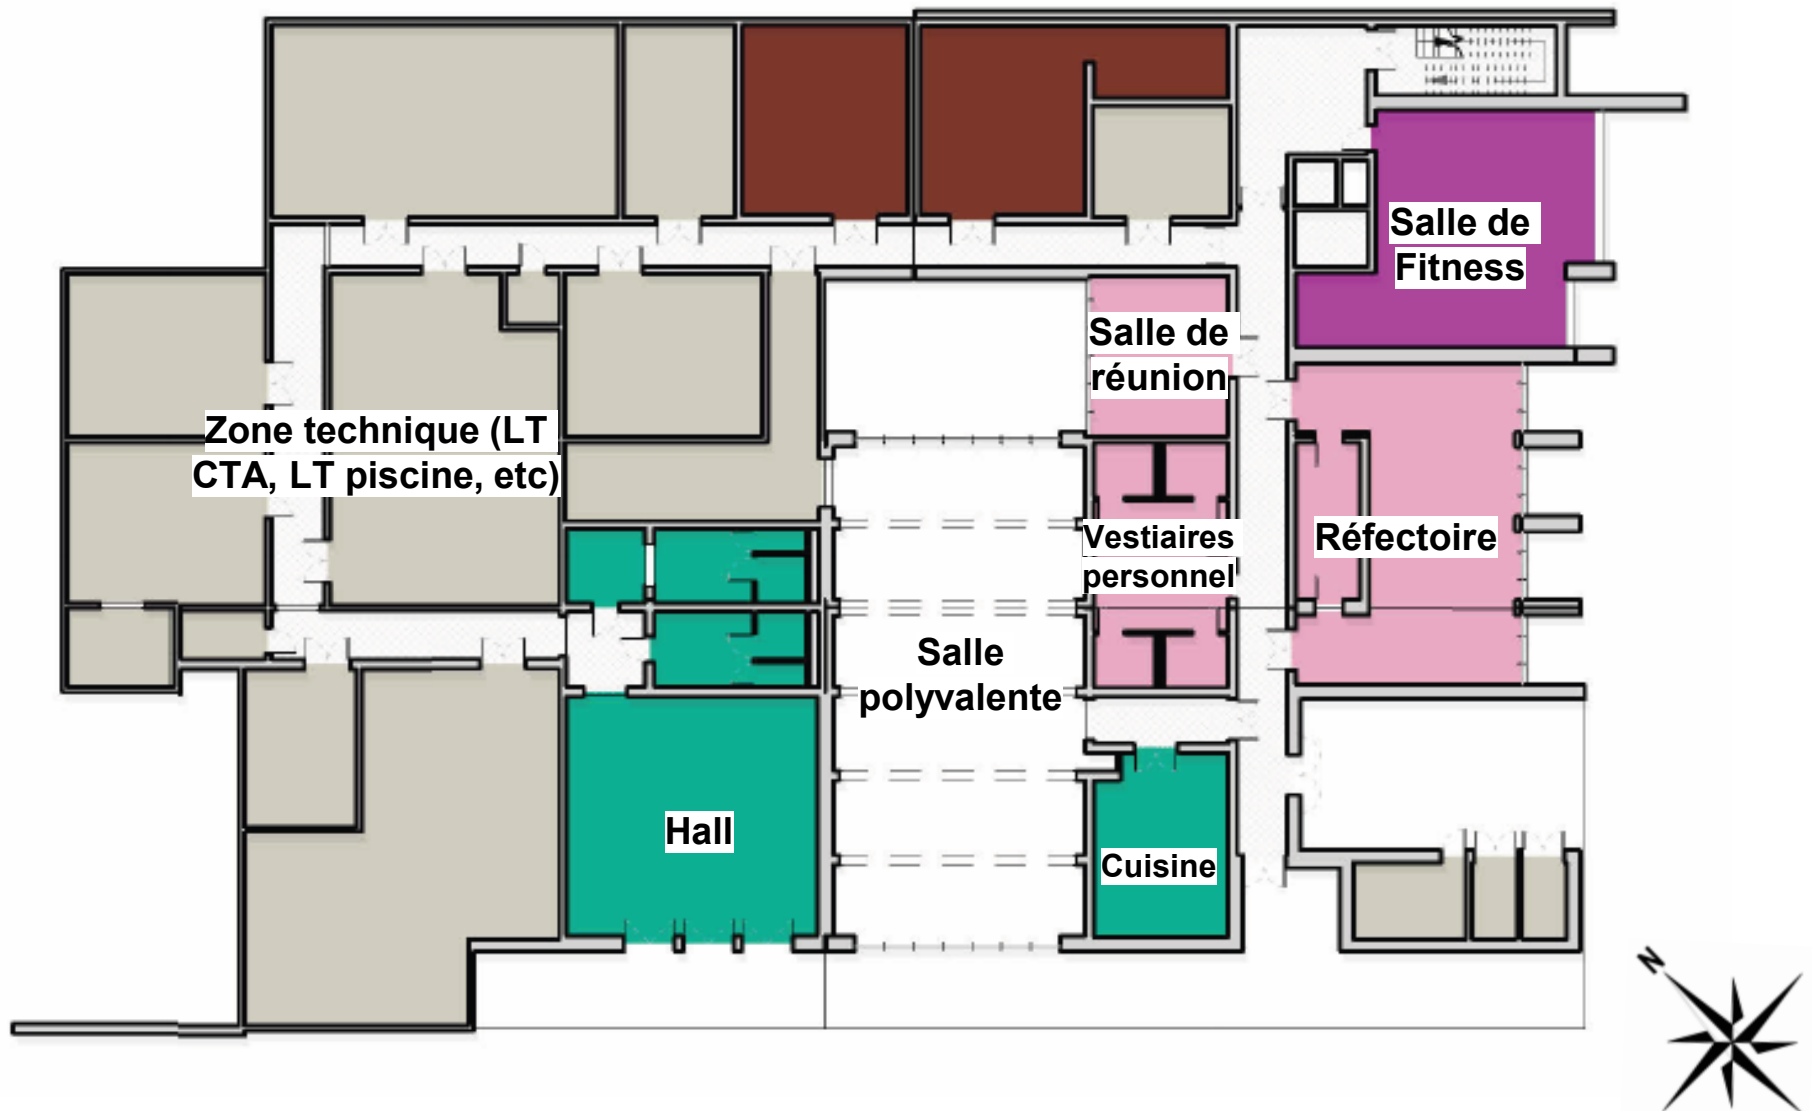 Salle de
Fitness
Salle de
réunion
Zone technique (LT
CTA, LT piscine, etc)
Vestiaires
personnel
Réfectoire
Salle
polyvalente
Hall
Cuisine
N